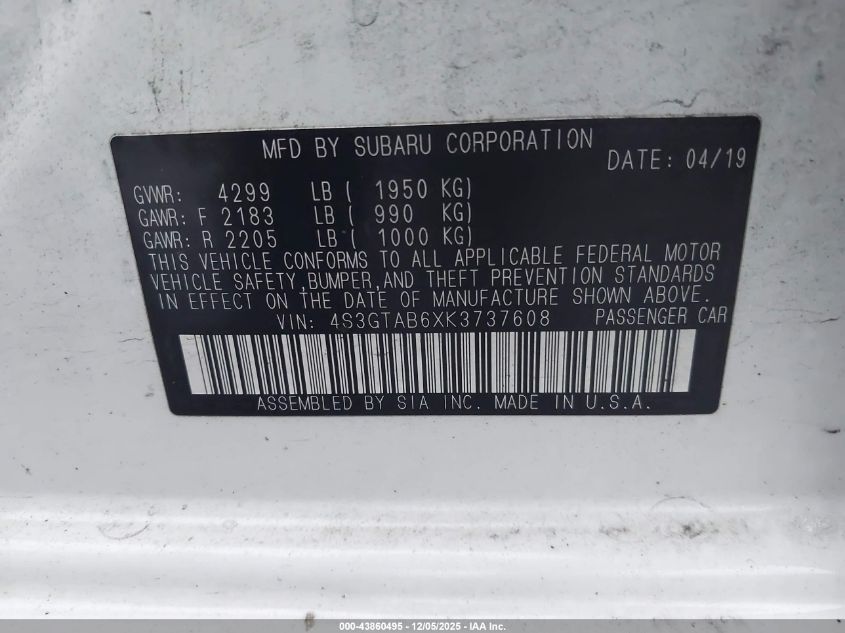 MFD BY SUBARU CORPORATION
DATE: 04/19
GVWR: 4299 LB ( 1950 KG)
GAWR: F 2183 LB ( 990 KG)
GAWR: R 2205 LB ( 1000 KG)
THIS VEHICLE CONFORMS TO ALL APPLICABLE FEDERAL MOTOR
VEHICLE SAFETY,BUMPER,AND THEFT PREVENTION STANDARDS
IN EFFECT ON THE DATE OF MANUFACTURE SHOWN ABOVE.
VIN: 4S3GTAB6XK3737608 PASSENGER CAR
ASSEMBLED BY SIA INC. MADE IN U.S.A.
000-43860495 - 12/05/2025 - IAA Inc.